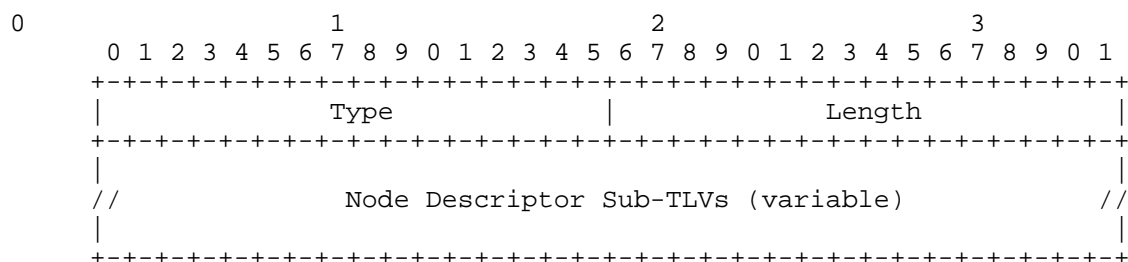 0                   1                   2                   3
 0 1 2 3 4 5 6 7 8 9 0 1 2 3 4 5 6 7 8 9 0 1 2 3 4 5 6 7 8 9 0 1
+-+-+-+-+-+-+-+-+-+-+-+-+-+-+-+-+-+-+-+-+-+-+-+-+-+-+-+-+-+-+-+-+
|              Type             |             Length            |
+-+-+-+-+-+-+-+-+-+-+-+-+-+-+-+-+-+-+-+-+-+-+-+-+-+-+-+-+-+-+-+-+
|                                                               |
//              Node Descriptor Sub-TLVs (variable)            //
|                                                               |
+-+-+-+-+-+-+-+-+-+-+-+-+-+-+-+-+-+-+-+-+-+-+-+-+-+-+-+-+-+-+-+-+